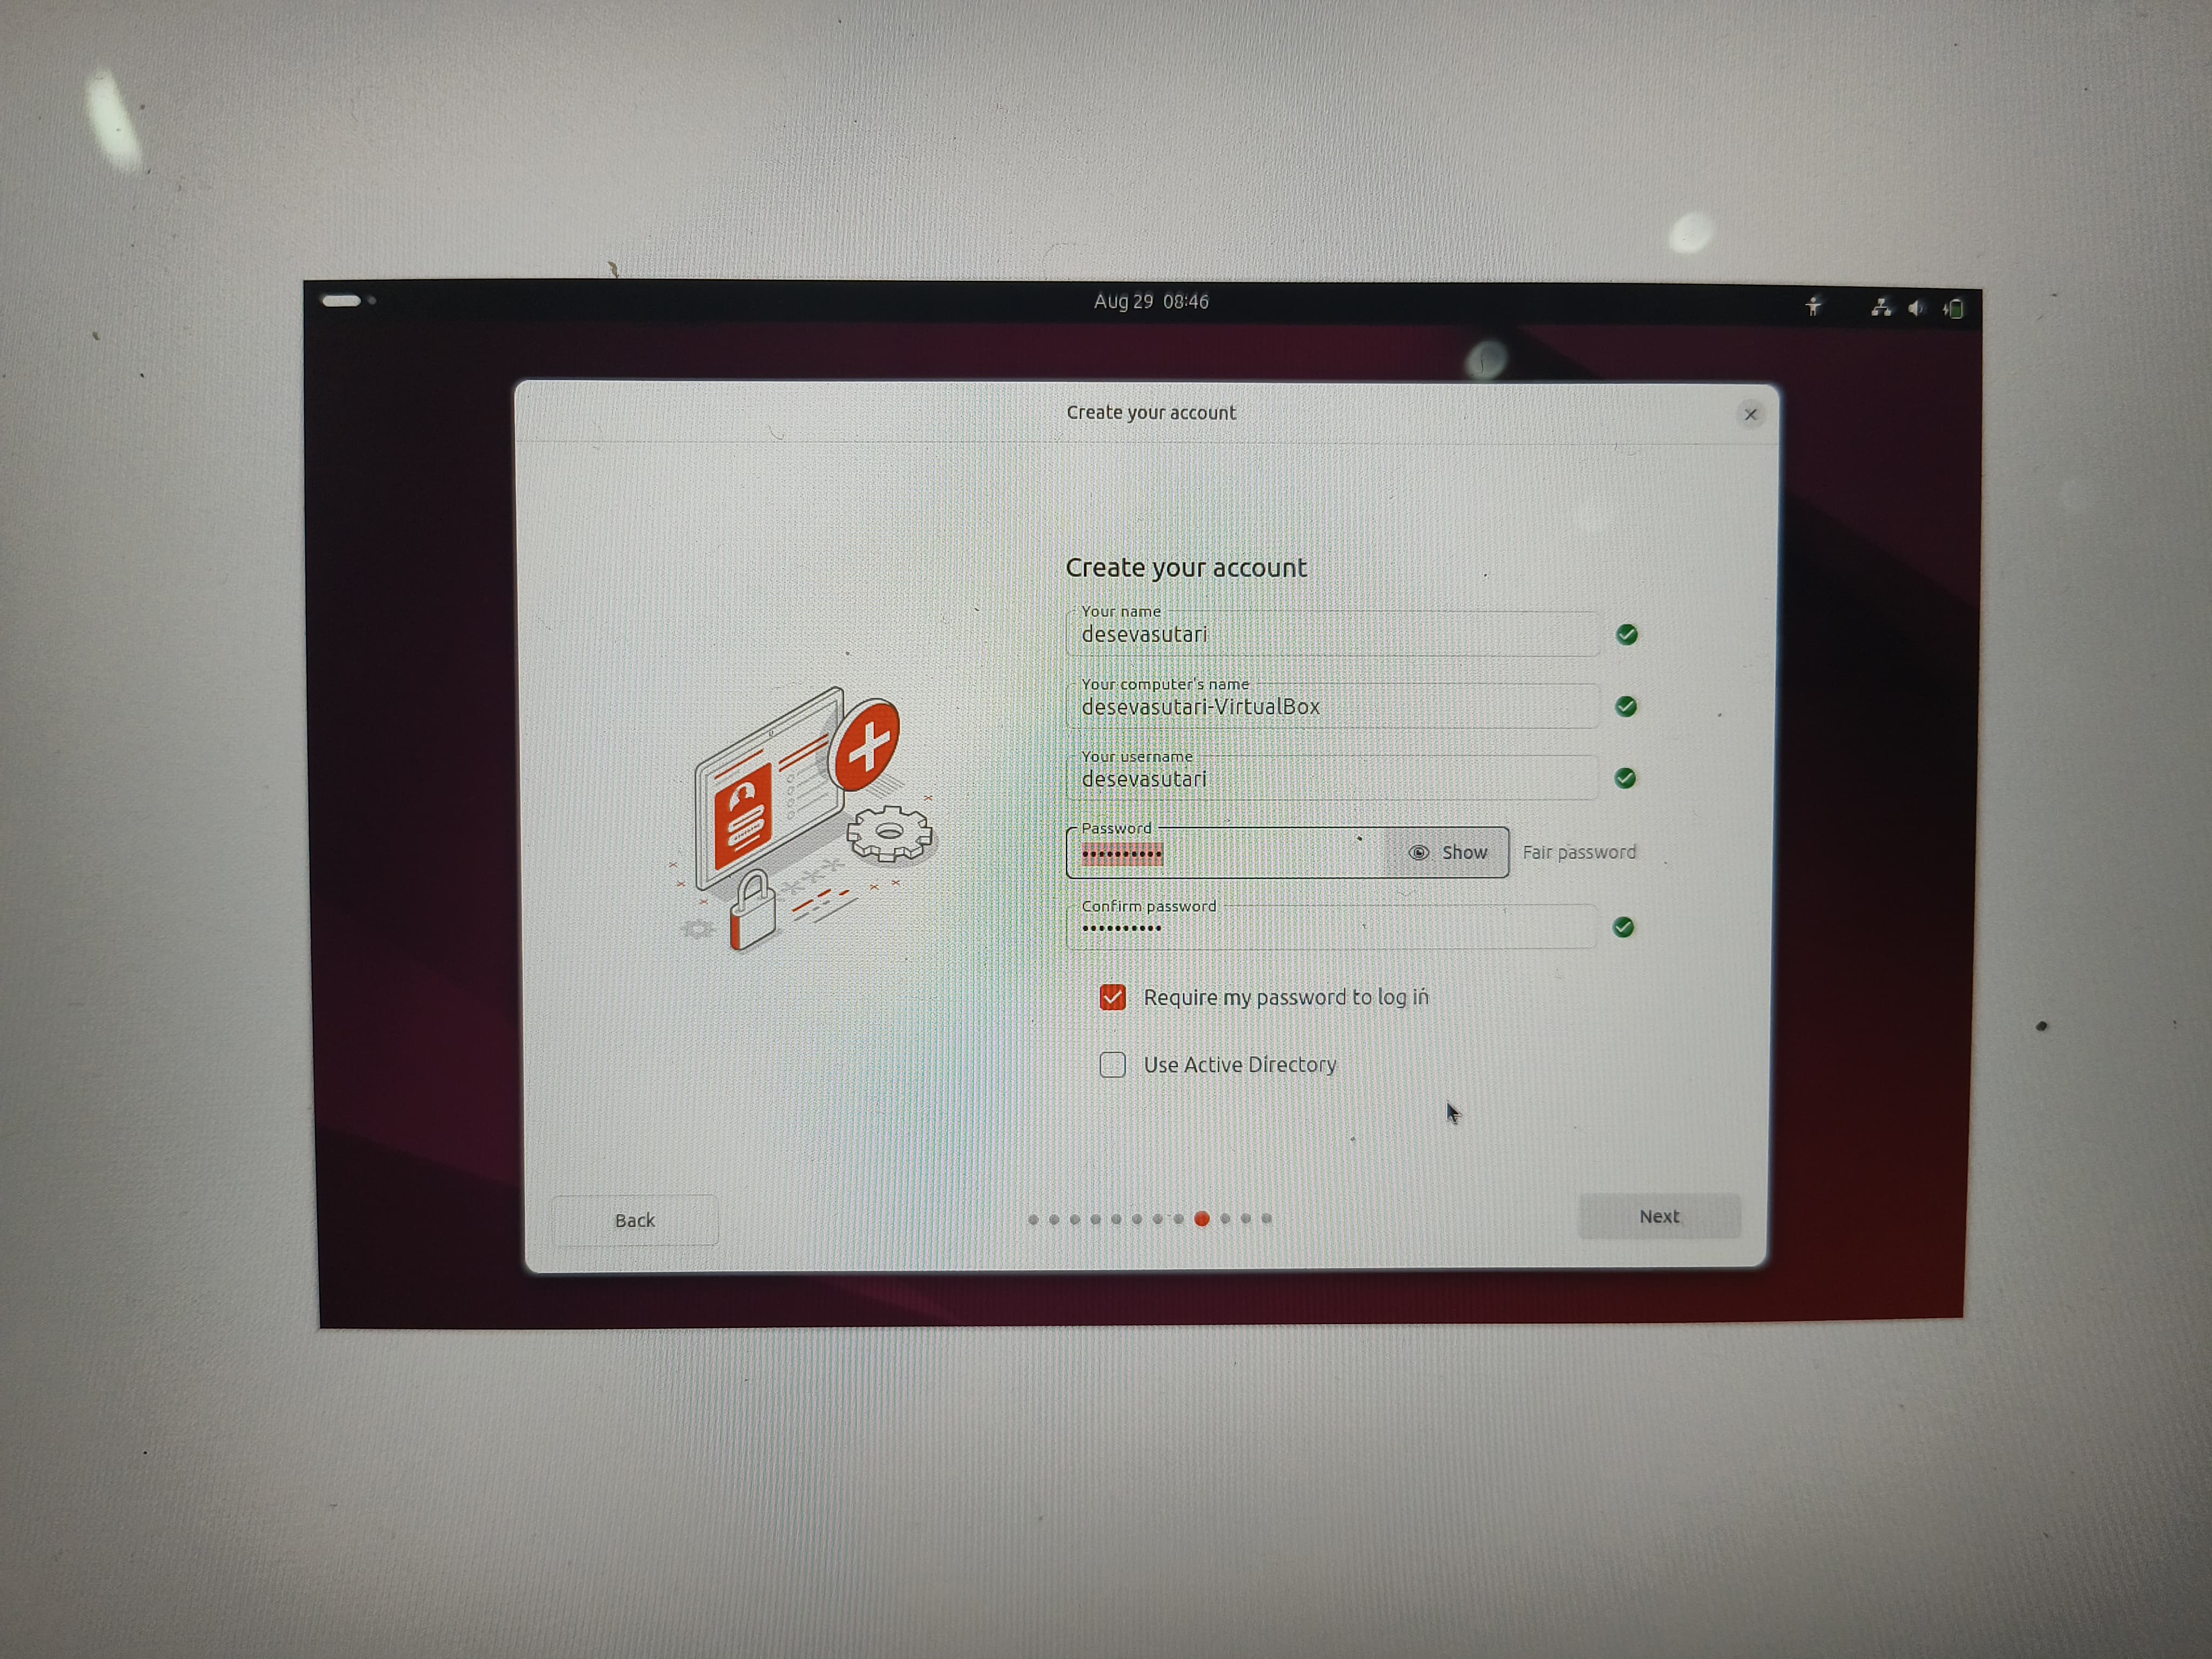 Aug 29 08:46
Create your account
Create your account
Your name
desevasutari
Your computer's name
desevasutari-VirtualBox
Your username
desevasutari
Password
•••••••••• Show Fair password
Confirm password
••••••••••
Require my password to log in
Use Active Directory
Back Next